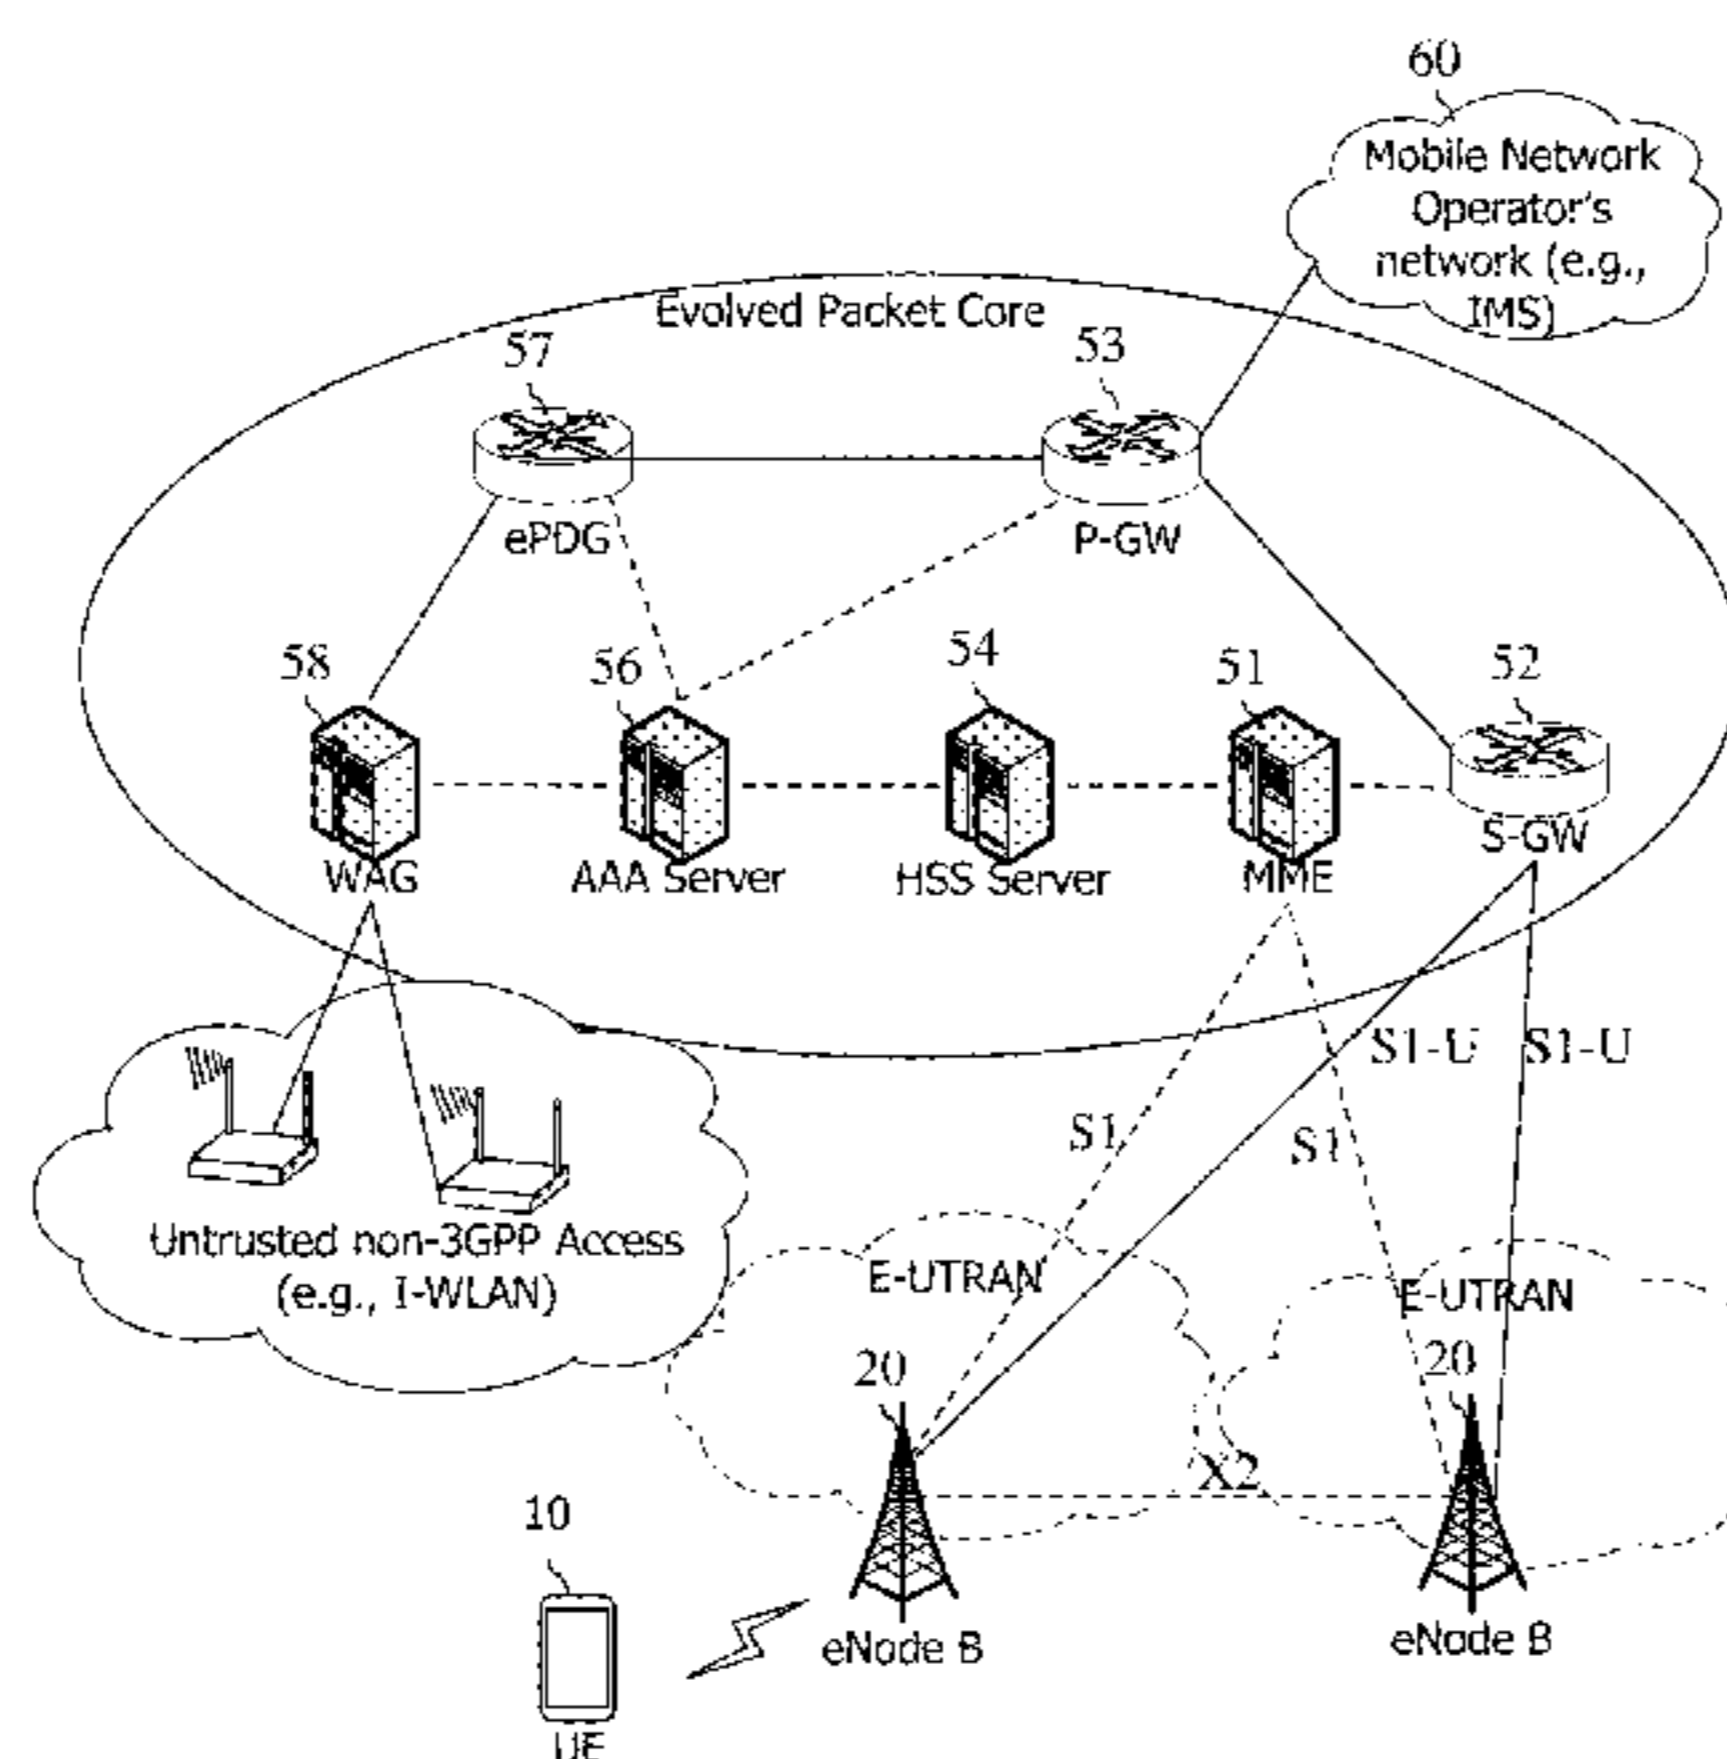 60
Mobile Network
Operator's
network (e.g.,
IMS)
Evolved Packet Core
57
53
ePDG
P-GW
58
56
54
51
52
WAG
AAA Server
HSS Server
MME
S-GW
S1-U
S1-U
S1
S1
Untrusted non-3GPP Access
(e.g., I-WLAN)
E-UTRAN
E-UTRAN
20
20
X2
10
eNode B
eNode B
UE